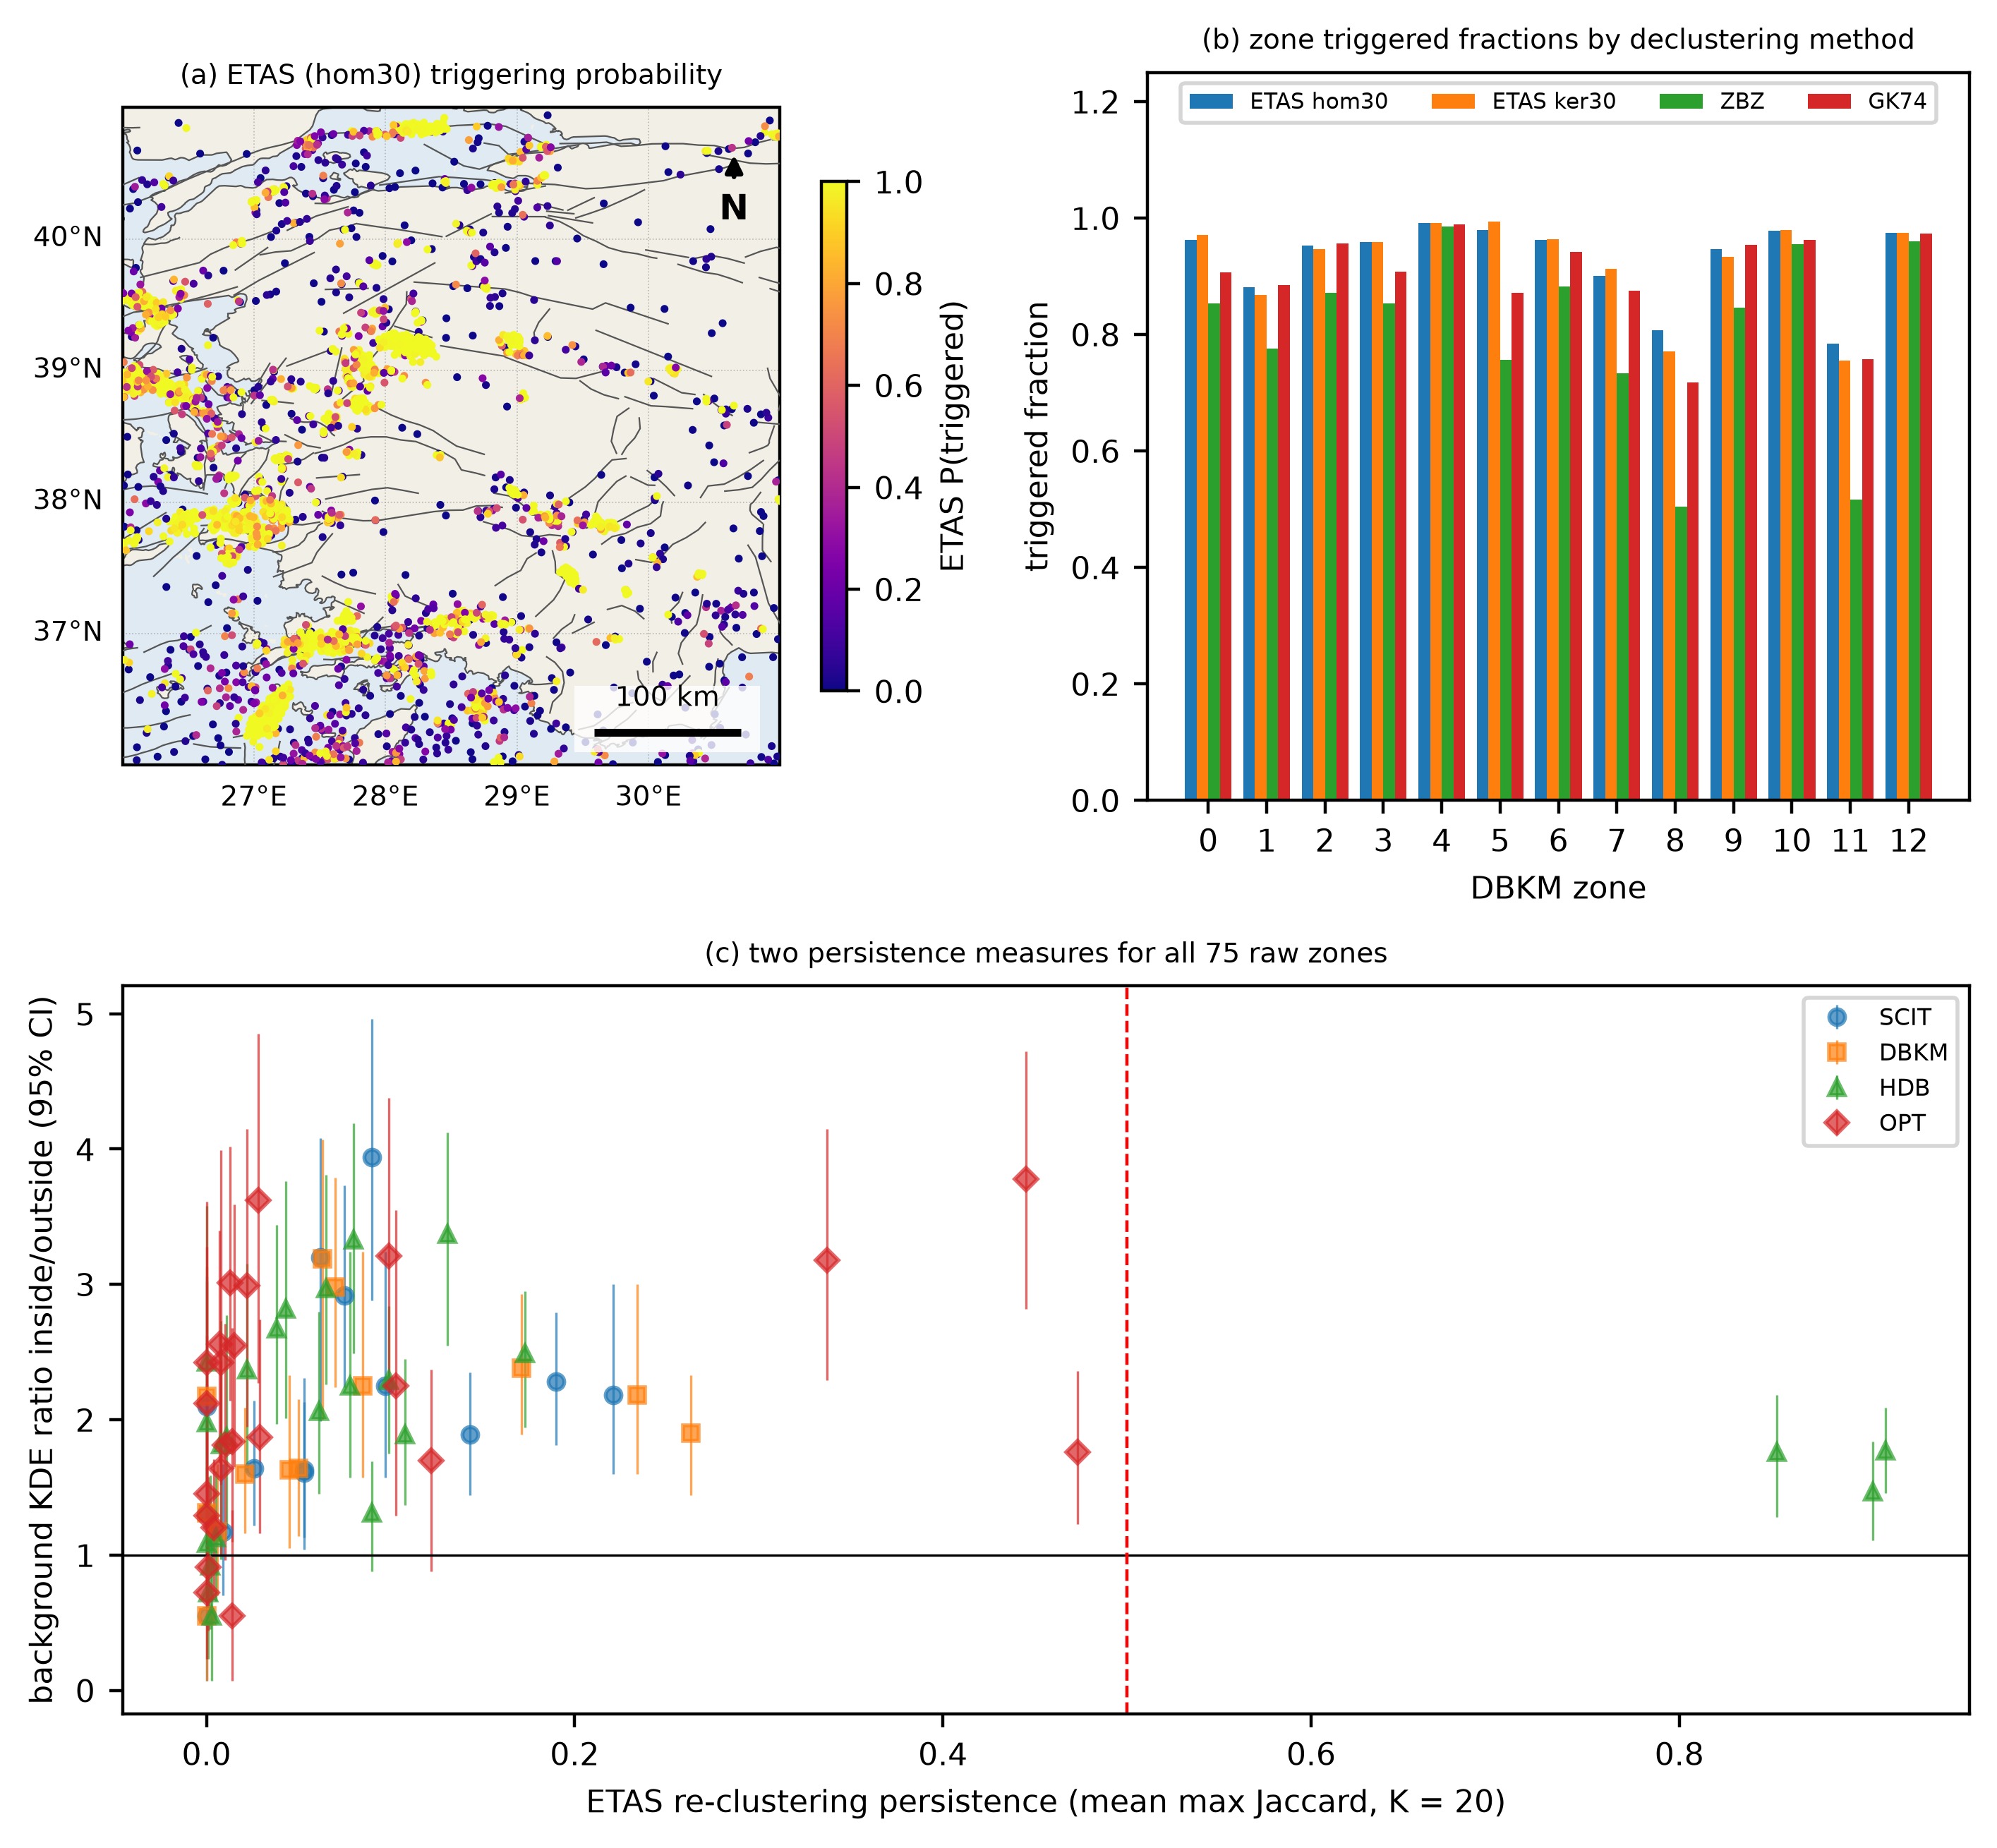 (a) ETAS (hom30) triggering probability
40°N
39°N
38°N
37°N
27°E
28°E
29°E
30°E
N
100 km
1.0
0.8
0.6
0.4
0.2
0.0
ETAS P(triggered)
(b) zone triggered fractions by declustering method
ETAS hom30
ETAS ker30
ZBZ
GK74
1.2
1.0
0.8
0.6
0.4
0.2
0.0
triggered fraction
0 1 2 3 4 5 6 7 8 9 10 11 12
DBKM zone
(c) two persistence measures for all 75 raw zones
background KDE ratio inside/outside (95% CI)
5
4
3
2
1
0
SCIT
DBKM
HDB
OPT
0.0 0.2 0.4 0.6 0.8
ETAS re-clustering persistence (mean max Jaccard, K = 20)